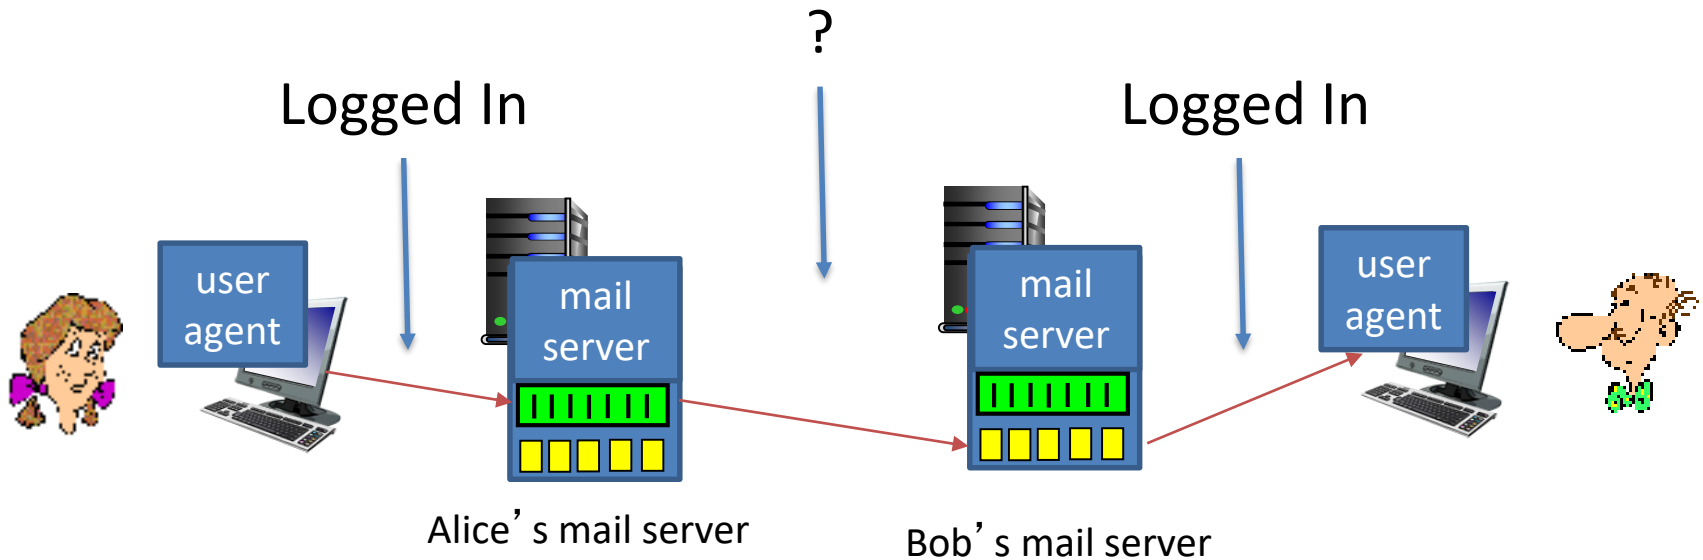 ?
Logged In
Logged In
user
agent
mail
server
mail
server
user
agent
Alice’s mail server
Bob’s mail server